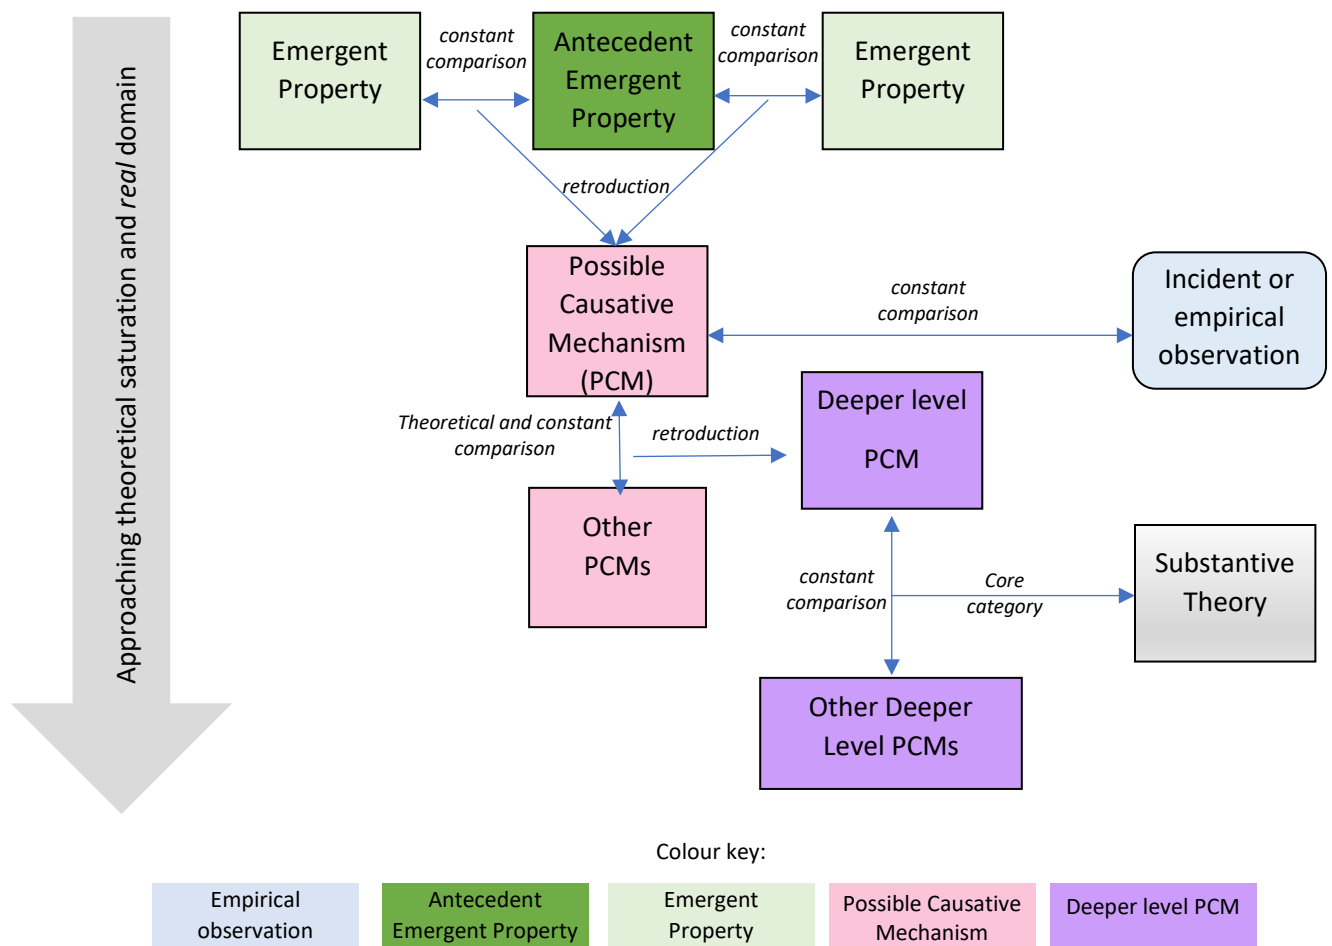 Approaching theoretical saturation and real domain
Emergent
Property
constant
comparison
Antecedent
Emergent
Property
constant
comparison
Emergent
Property
retroduction
Possible
Causative
Mechanism
(PCM)
constant
comparison
Incident or
empirical
observation
Theoretical and constant
comparison
retroduction
Deeper level
PCM
Other
PCMs
constant
comparison
Core
category
Substantive
Theory
Other Deeper
Level PCMs
Colour key:
Empirical
observation
Antecedent
Emergent Property
Emergent
Property
Possible Causative
Mechanism
Deeper level PCM